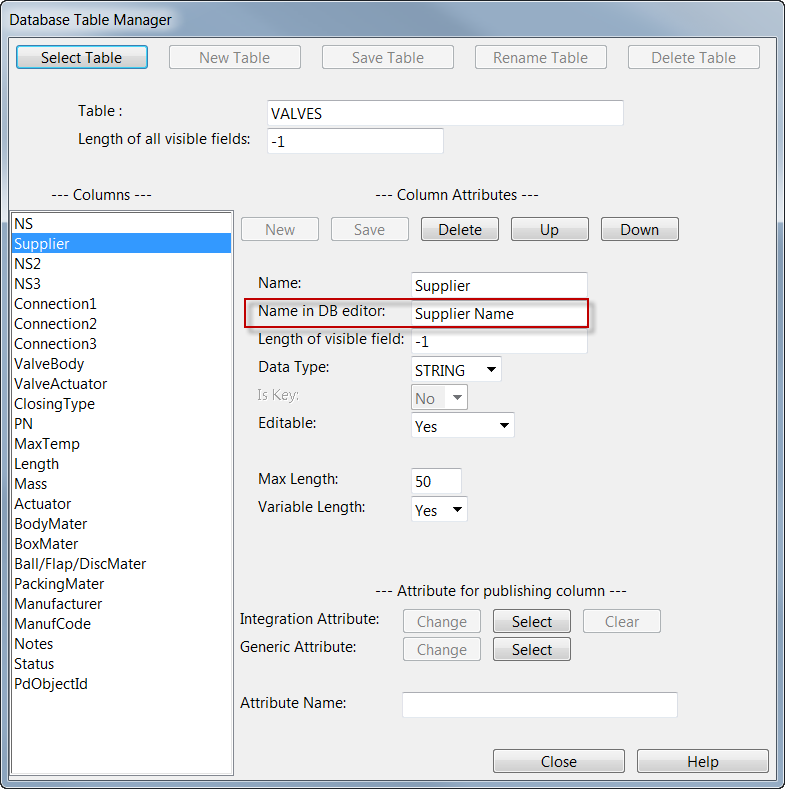 Database Table Manager
Select Table New Table Save Table Rename Table Delete Table
Table : VALVES
Length of all visible fields: -1
--- Columns ---
NS
Supplier
NS2
NS3
Connection1
Connection2
Connection3
ValveBody
ValveActuator
ClosingType
PN
MaxTemp
Length
Mass
Actuator
BodyMater
BoxMater
Ball/Flap/DiscMater
PackingMater
Manufacturer
ManufCode
Notes
Status
PdObjectId
--- Column Attributes ---
New Save Delete Up Down
Name: Supplier
Name in DB editor: Supplier Name
Length of visible field: -1
Data Type: STRING
Is Key: No
Editable: Yes
Max Length: 50
Variable Length: Yes
--- Attribute for publishing column ---
Integration Attribute: Change Select Clear
Generic Attribute: Change Select
Attribute Name:
Close Help